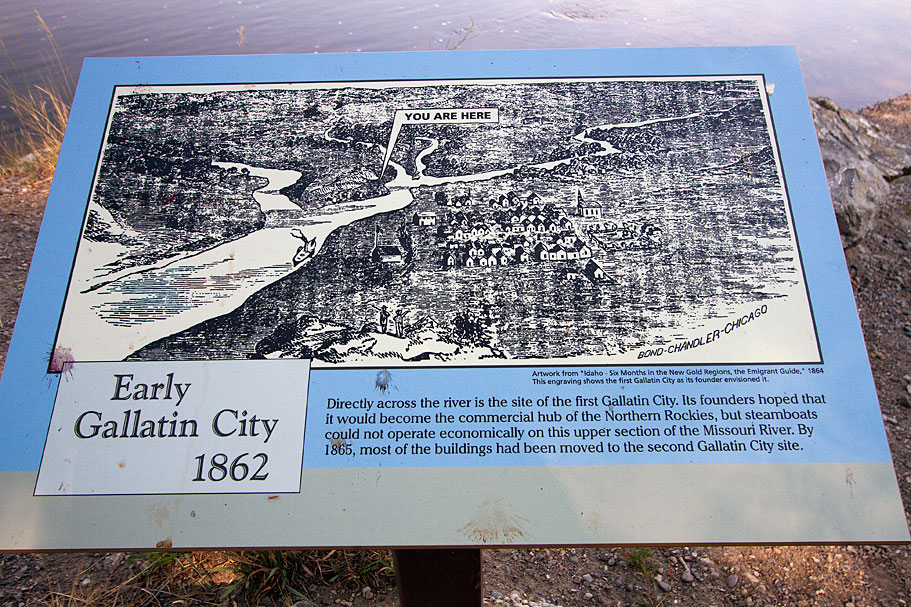 YOU ARE HERE
BOND-CHANDLER-CHICAGO
Artwork from "Idaho - Six Months in the New Gold Regions, the Emigrant Guide," 1864
This engraving shows the first Gallatin City as its founder envisioned it.
Early
Gallatin City
1862
Directly across the river is the site of the first Gallatin City. Its founders hoped that
it would become the commercial hub of the Northern Rockies, but steamboats
could not operate economically on this upper section of the Missouri River. By
1865, most of the buildings had been moved to the second Gallatin City site.